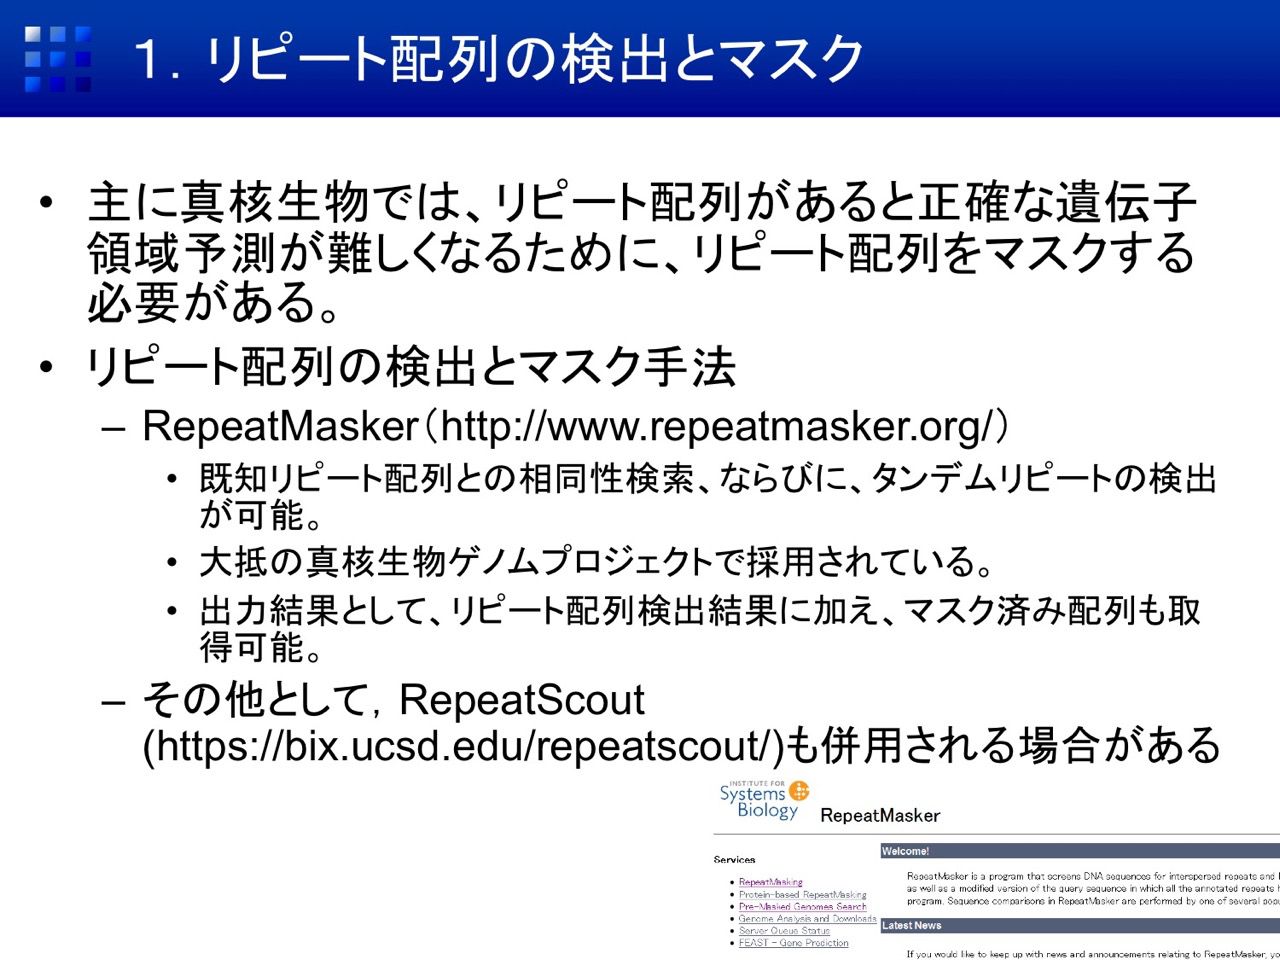 １．リピート配列の検出とマスク
• 主に真核生物では、リピート配列があると正確な遺伝子
領域予測が難しくなるために、リピート配列をマスクする
必要がある。
• リピート配列の検出とマスク手法
– RepeatMasker（http://www.repeatmasker.org/）
• 既知リピート配列との相同性検索、ならびに、タンデムリピートの検出
が可能。
• 大抵の真核生物ゲノムプロジェクトで採用されている。
• 出力結果として、リピート配列検出結果に加え、マスク済み配列も取
得可能。
– その他として，RepeatScout
(https://bix.ucsd.edu/repeatscout/)も併用される場合がある
INSTITUTE FOR
Systems
Biology
RepeatMasker
Services
• RepeatMasking
• Protein-based RepeatMasking
• Pre-Masked Genomes Search
• Genome Analysis and Downloads
• Server Queue Status
• FEAST - Gene Prediction
Welcome!
RepeatMasker is a program that screens DNA sequences for interspersed repeats and
as well as a modified version of the query sequence in which all the annotated repeats
program. Sequence comparisons in RepeatMasker are performed by one of several
Latest News
If you would like to keep up with news and announcements relating to RepeatMasker,